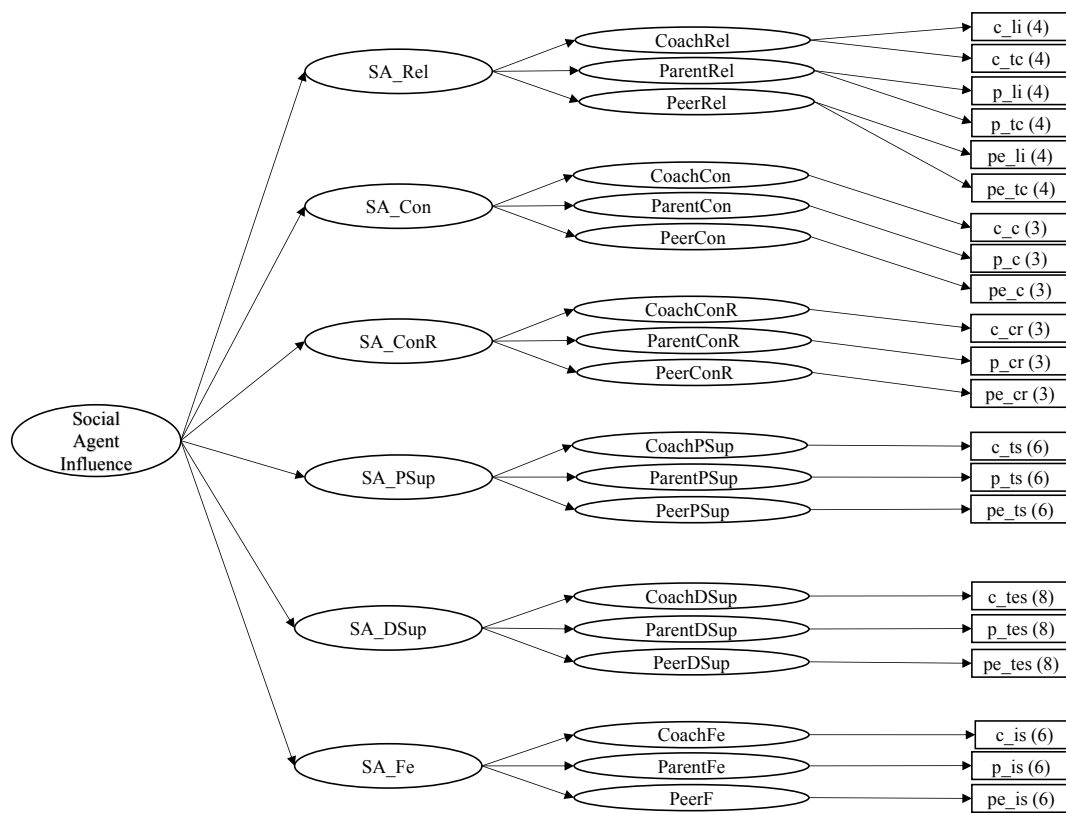 Social
Agent
Influence
SA_Rel
SA_Con
SA_ConR
SA_PSup
SA_DSup
SA_Fe
CoachRel
ParentRel
PeerRel
CoachCon
ParentCon
PeerCon
CoachConR
ParentConR
PeerConR
CoachPSup
ParentPSup
PeerPSup
CoachDSup
ParentDSup
PeerDSup
CoachFe
ParentFe
PeerF
c_li (4)
c_tc (4)
p_li (4)
p_tc (4)
pe_li (4)
pe_tc (4)
c_c (3)
p_c (3)
pe_c (3)
c_cr (3)
p_cr (3)
pe_cr (3)
c_ts (6)
p_ts (6)
pe_ts (6)
c_tes (8)
p_tes (8)
pe_tes (8)
c_is (6)
p_is (6)
pe_is (6)